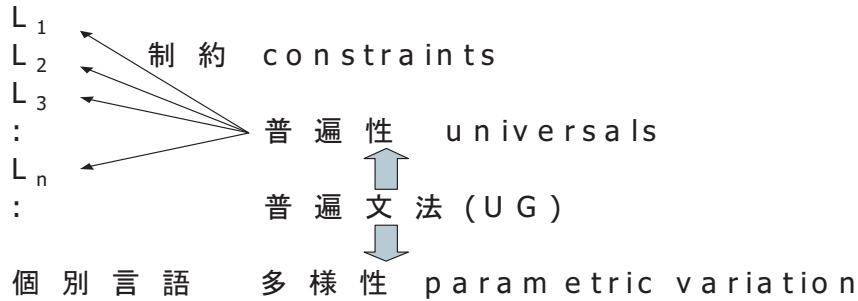 L1
L2 制約 constraints
L3
: 普遍性 universals
Ln
: 普遍文法(UG)
個別言語 多様性 parametric variation